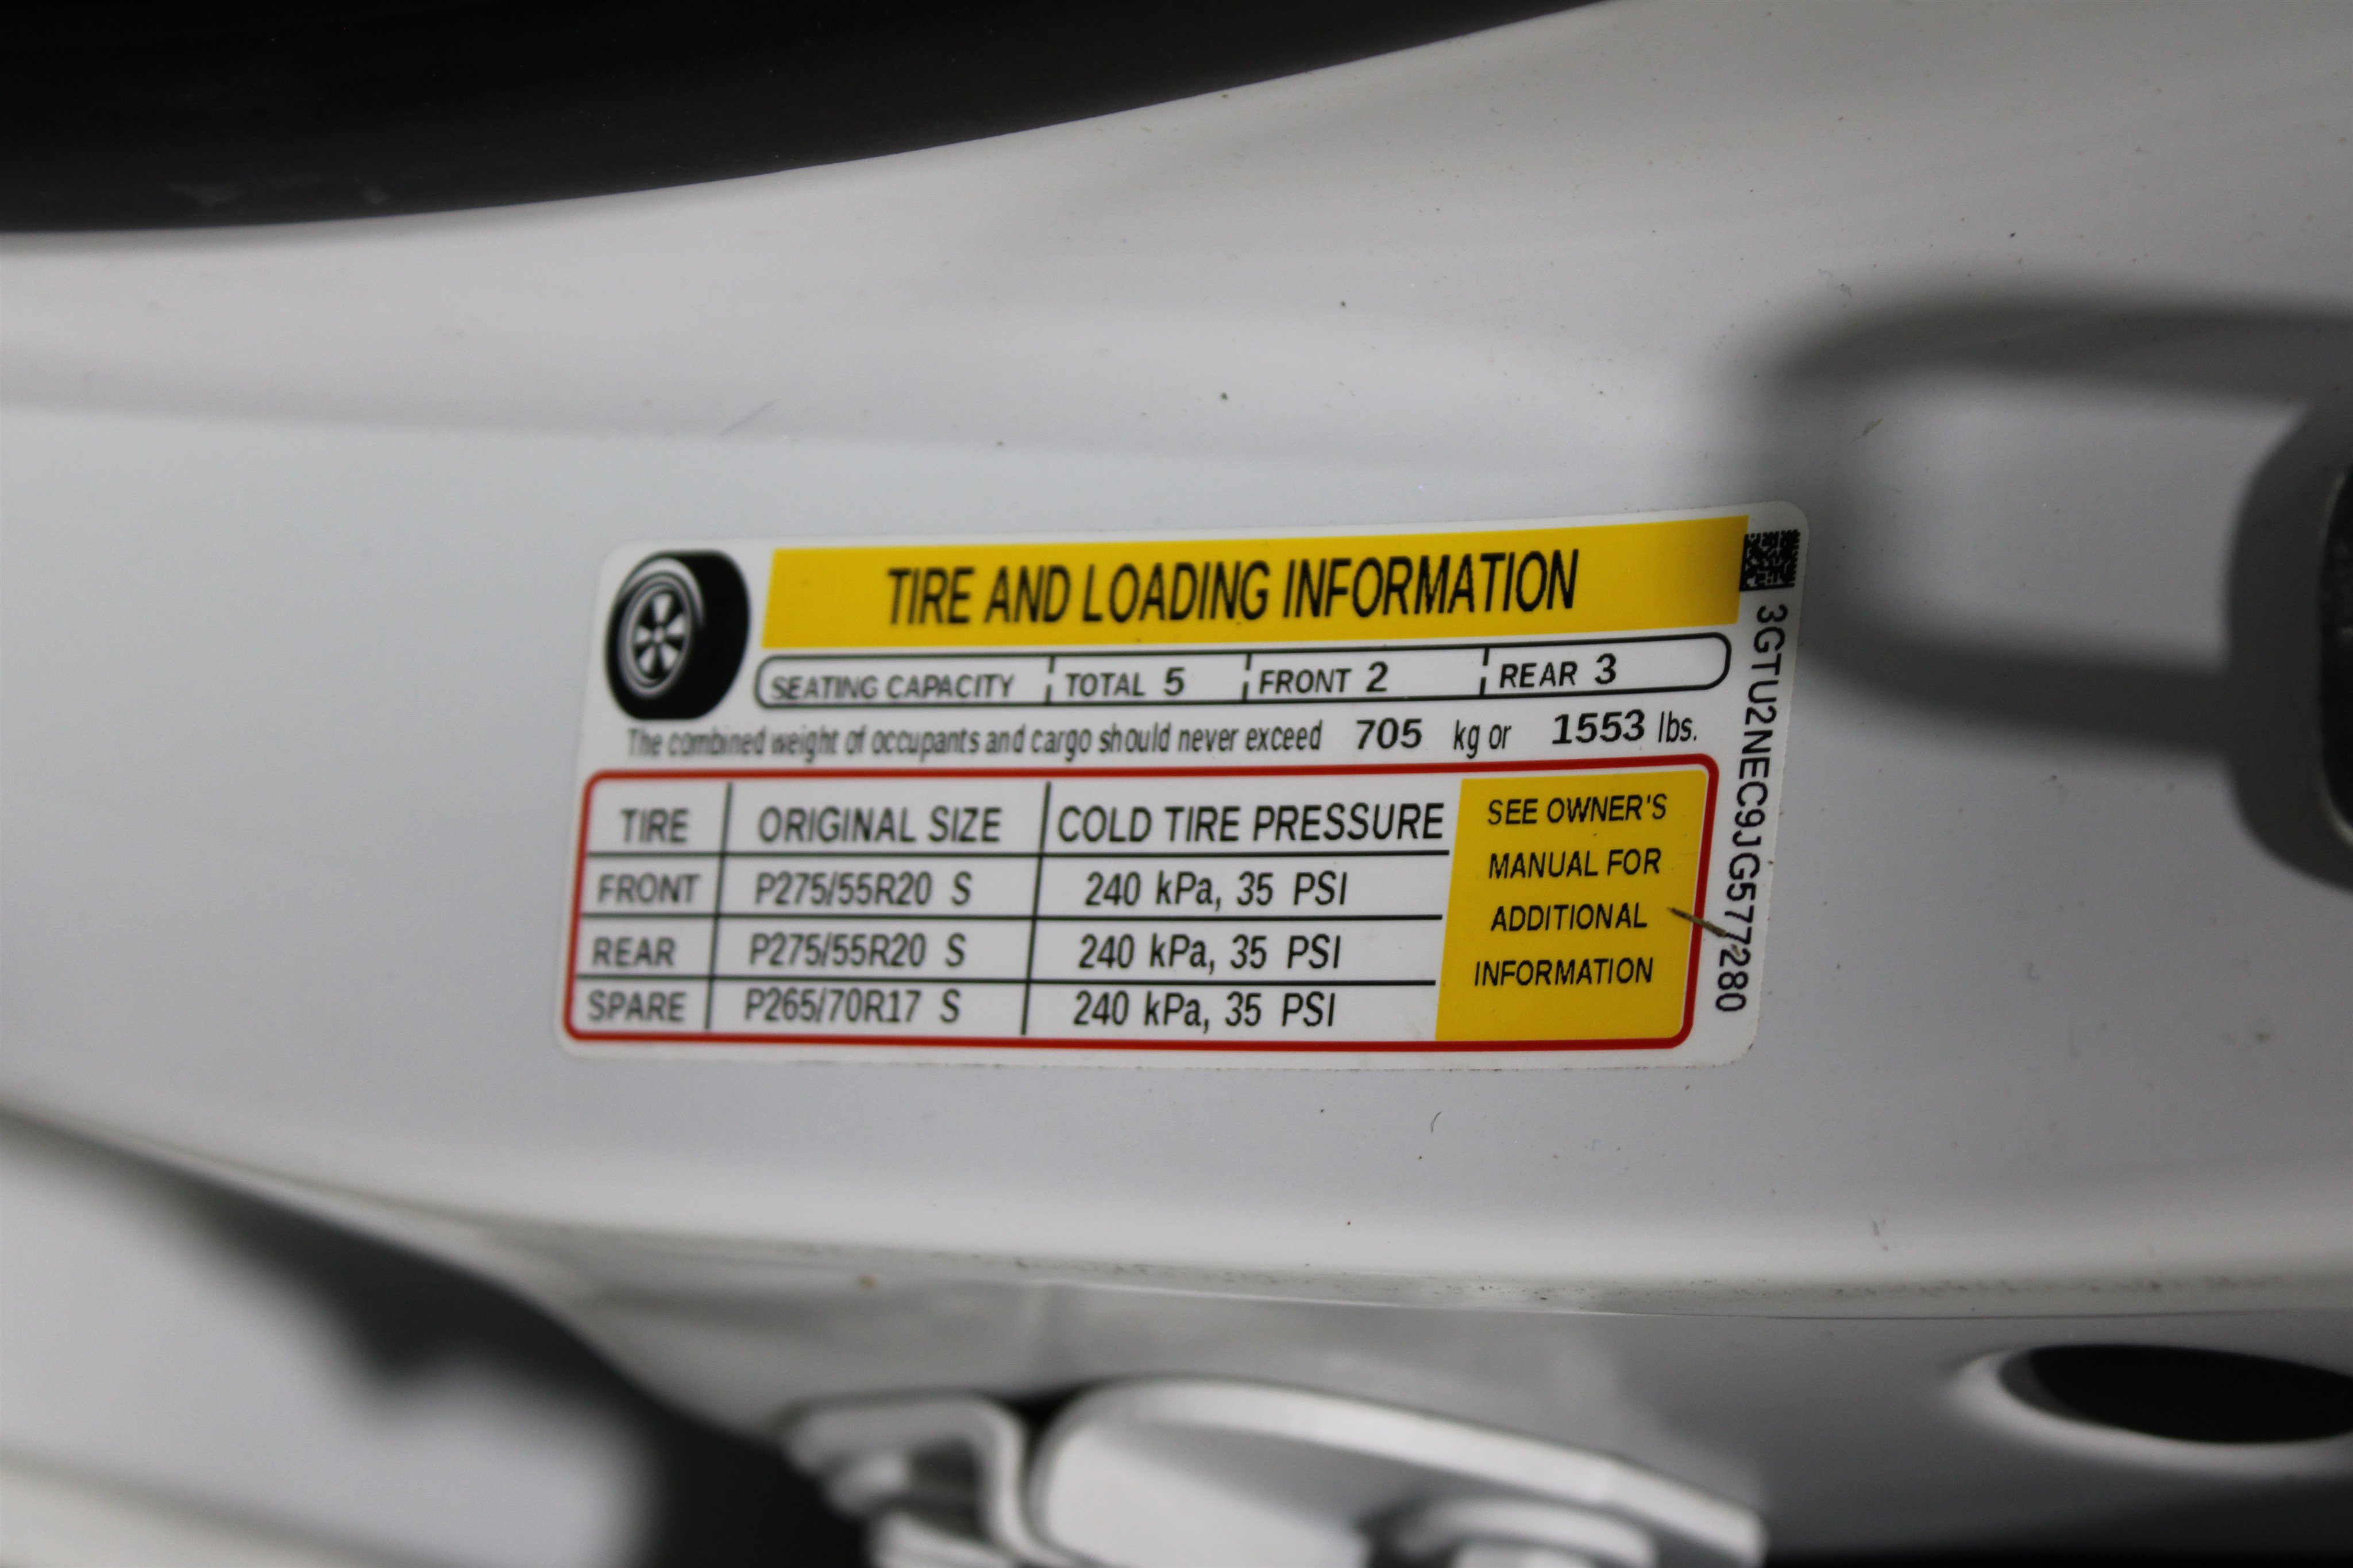 TIRE AND LOADING INFORMATION
SEATING CAPACITY TOTAL 5 FRONT 2 REAR 3
The combined weight of occupants and cargo should never exceed 705 kg or 1553 lbs.
TIRE ORIGINAL SIZE COLD TIRE PRESSURE
FRONT P275/55R20 S 240 kPa, 35 PSI
REAR P275/55R20 S 240 kPa, 35 PSI
SPARE P265/70R17 S 240 kPa, 35 PSI
SEE OWNER'S
MANUAL FOR
ADDITIONAL
INFORMATION
3GTU2NEC9JG577280